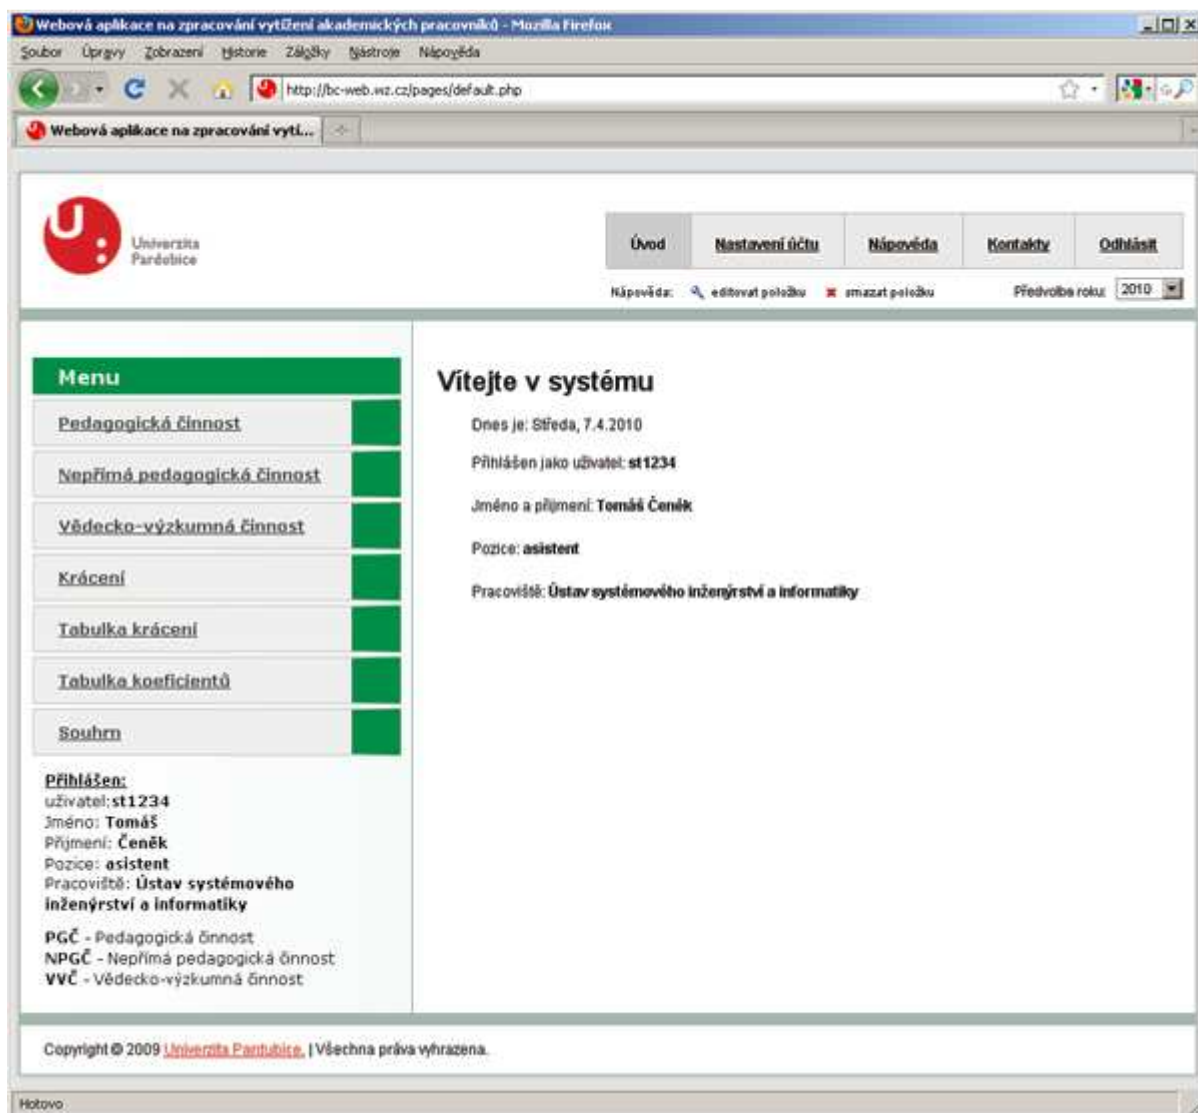 Webová aplikace na zpracování vytížení akademických pracovníků - Mozilla Firefox
Soubor Úpravy Zobrazení Historie Záložky Nástroje Nápověda
http://bc-web.wz.cz/pages/default.php
Webová aplikace na zpracování vytí...
Univerzita
Pardubice
Úvod Nastavení účtu Nápověda Kontakty Odhlásit
Nápověda: editovat položku smazat položku Předvolba roku: 2010
Menu
Pedagogická činnost
Nepřímá pedagogická činnost
Vědecko-výzkumná činnost
Krácení
Tabulka krácení
Tabulka koeficientů
Souhrn
Přihlášen:
uživatel:st1234
Jméno: Tomáš
Příjmení: Čeněk
Pozice: asistent
Pracoviště: Ústav systémového
inženýrství a informatiky
PGČ - Pedagogická činnost
NPGČ - Nepřímá pedagogická činnost
VVČ - Vědecko-výzkumná činnost
Vítejte v systému
Dnes je: Středa, 7.4.2010
Přihlášen jako uživatel: st1234
Jméno a příjmení: Tomáš Čeněk
Pozice: asistent
Pracoviště: Ústav systémového inženýrství a informatiky
Copyright © 2009 Univerzita Pardubice. | Všechna práva vyhrazena.
Hotovo